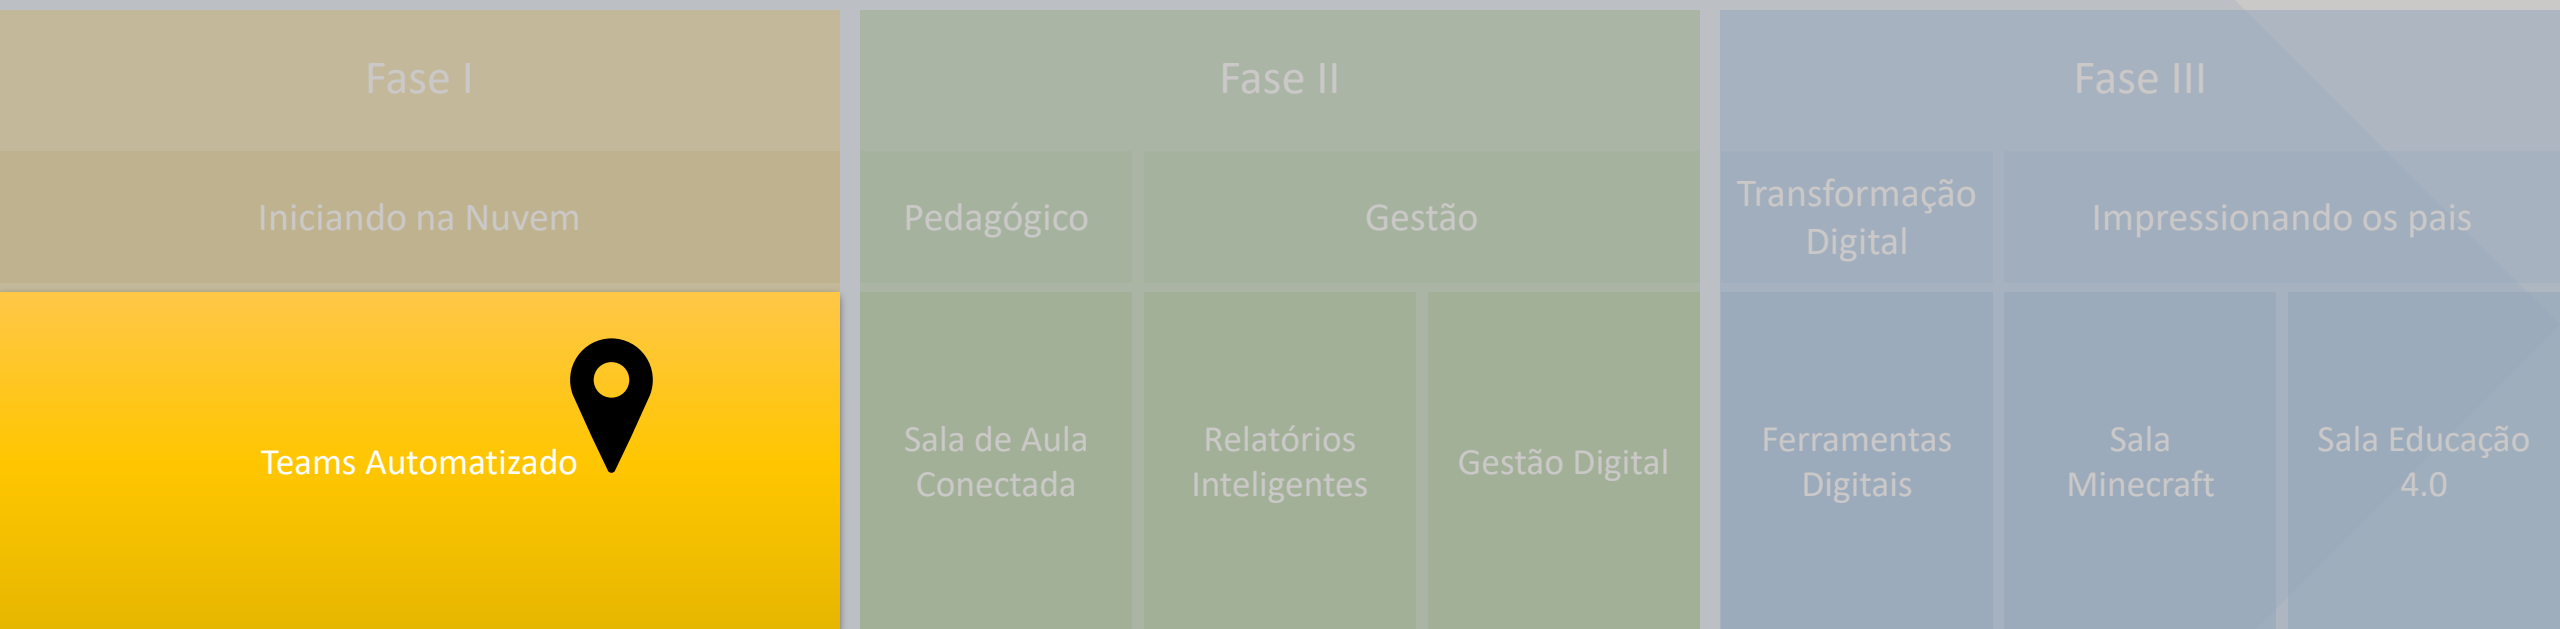 Fase I
Fase II
Fase III
Iniciando na Nuvem
Pedagógico
Gestão
Transformação
Digital
Impressionando os pais
Teams Automatizado
Sala de Aula
Conectada
Relatórios
Inteligentes
Gestão Digital
Ferramentas
Digitais
Sala
Minecraft
Sala Educação
4.0